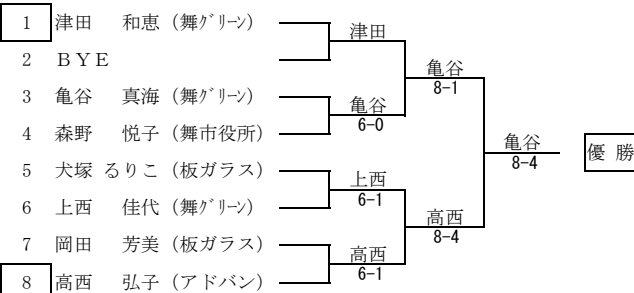 1 津田 和恵 (舞ｸﾞﾘｰﾝ)
津田
2 ＢＹＥ
亀谷
8-1
3 亀谷 真海 (舞ｸﾞﾘｰﾝ)
亀谷
6-0
4 森野 悦子 (舞市役所)
亀谷
8-4
優 勝
5 犬塚 るりこ (板ガラス)
上西
6-1
6 上西 佳代 (舞ｸﾞﾘｰﾝ)
高西
8-4
7 岡田 芳美 (板ガラス)
高西
6-1
8 高西 弘子 (アドバン)